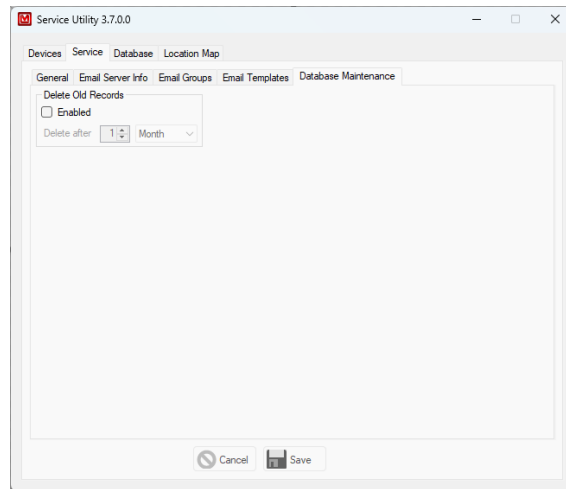 Service Utility 3.7.0.0
Devices Service Database Location Map
General Email Server Info Email Groups Email Templates Database Maintenance
Delete Old Records
Enabled
Delete after 1 Month
Cancel Save